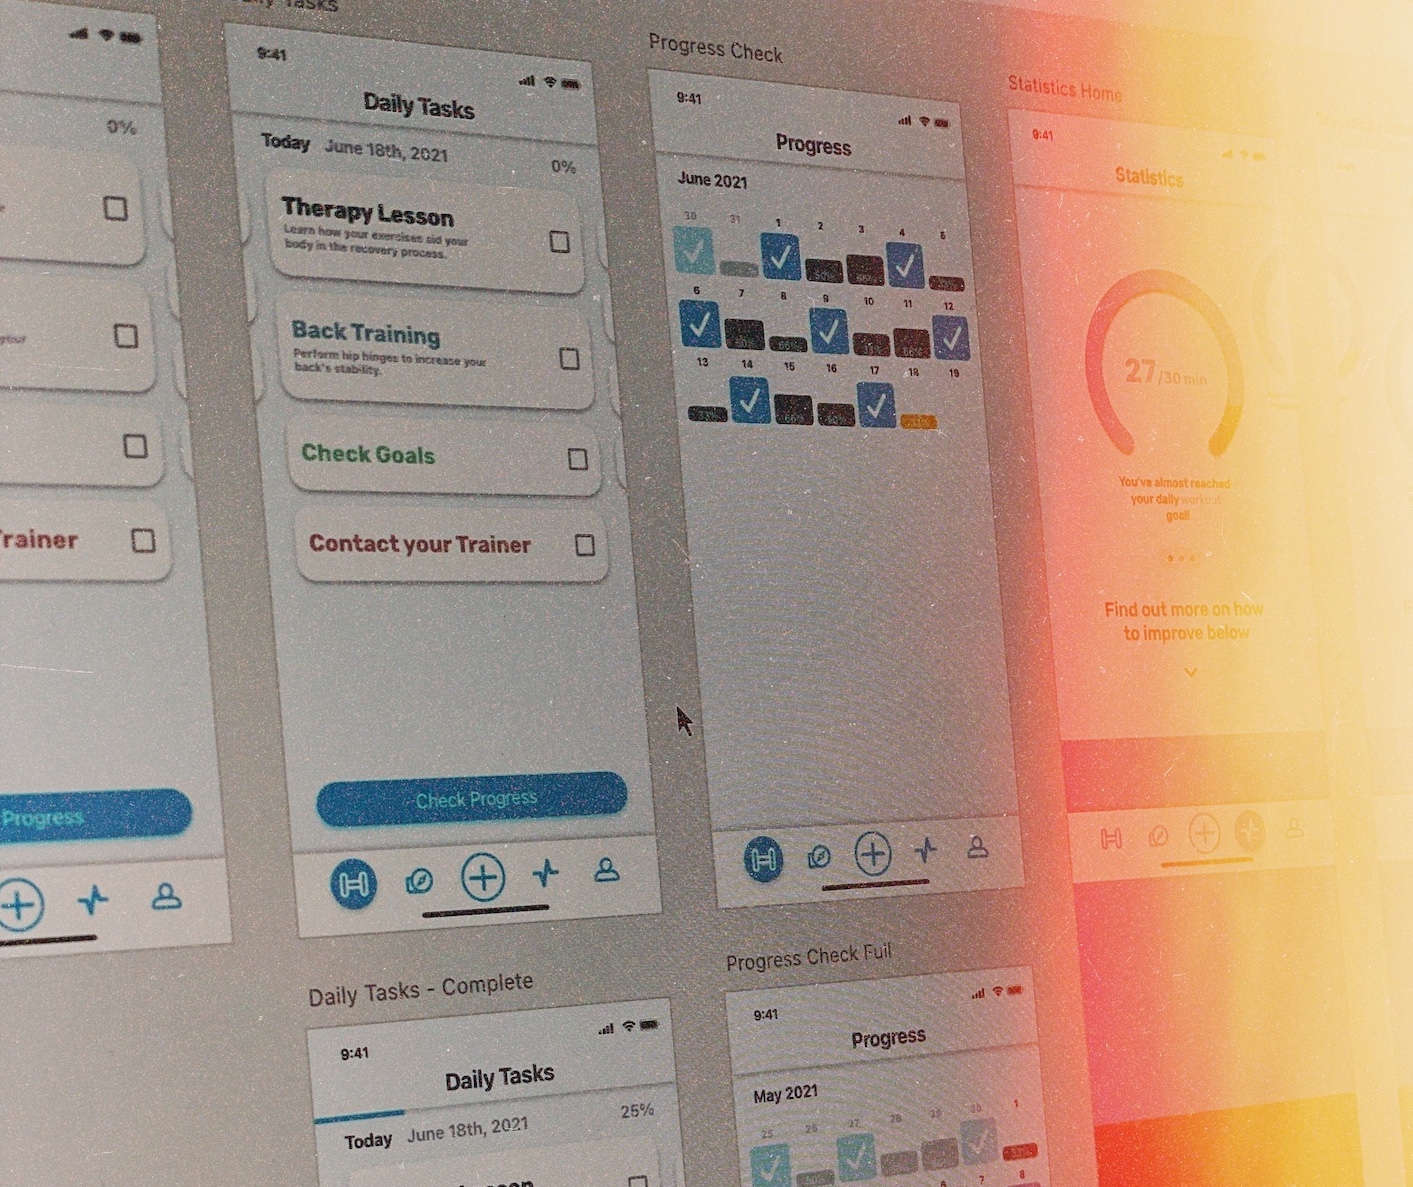 Daily Tasks
0%
Trainer
Progress
9:41
Daily Tasks
Today June 18th, 2021
0%
Therapy Lesson
Learn how your exercises aid your
body in the recovery process.
Back Training
Perform hip hinges to increase your
back's stability.
Check Goals
Contact your Trainer
Check Progress
Progress Check
9:41
Progress
June 2021
30 31 1 2 3 4 5
6 7 8 9 10 11 12
13 14 15 16 17 18 19
Statistics Home
9:41
Statistics
27/30 min
You've almost reached
your daily workout
goal!
Find out more on how
to improve below
Daily Tasks - Complete
9:41
Daily Tasks
Today June 18th, 2021
25%
Progress Check Full
9:41
Progress
May 2021
25 26 27 28 29 30 1
6 7 8